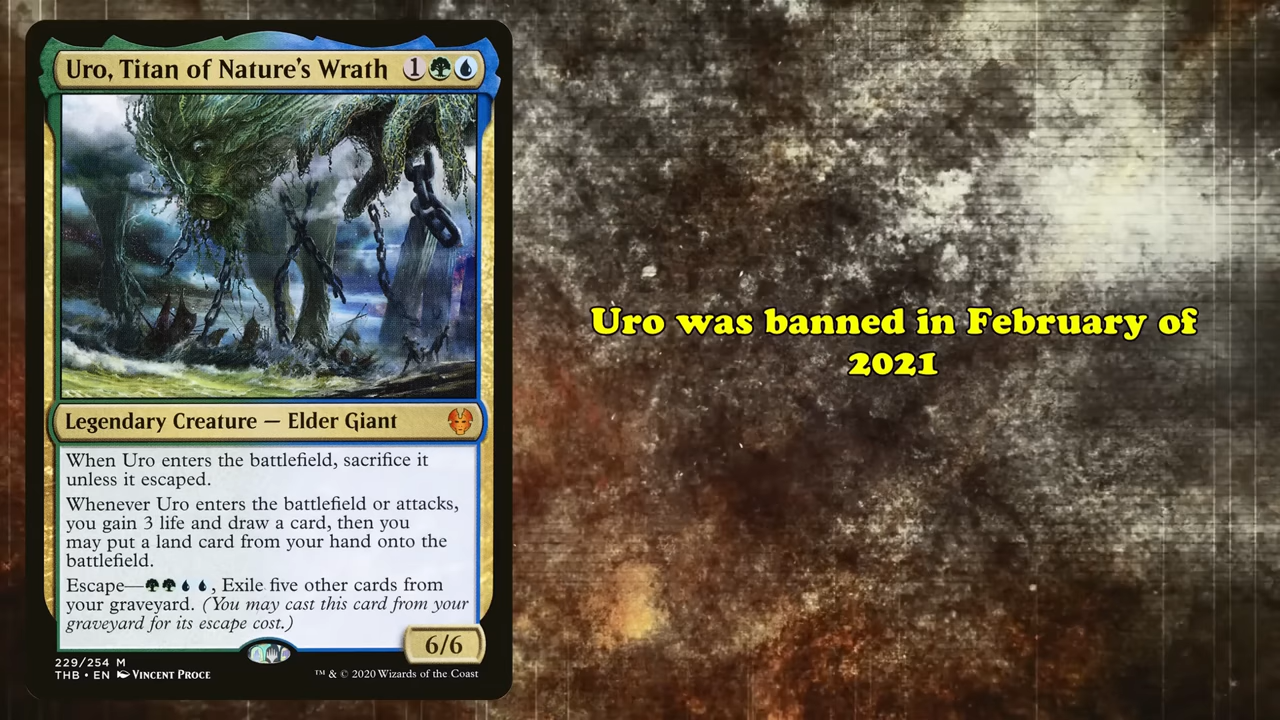 Uro, Titan of Nature's Wrath 1
Legendary Creature — Elder Giant
When Uro enters the battlefield, sacrifice it
unless it escaped.
Whenever Uro enters the battlefield or attacks,
you gain 3 life and draw a card, then you
may put a land card from your hand onto the
battlefield.
Escape—, Exile five other cards from
your graveyard. (You may cast this card from your
graveyard for its escape cost.)
6/6
229/254 M
THB • EN VINCENT PROCE
™ & © 2020 Wizards of the Coast
Uro was banned in February of
2021